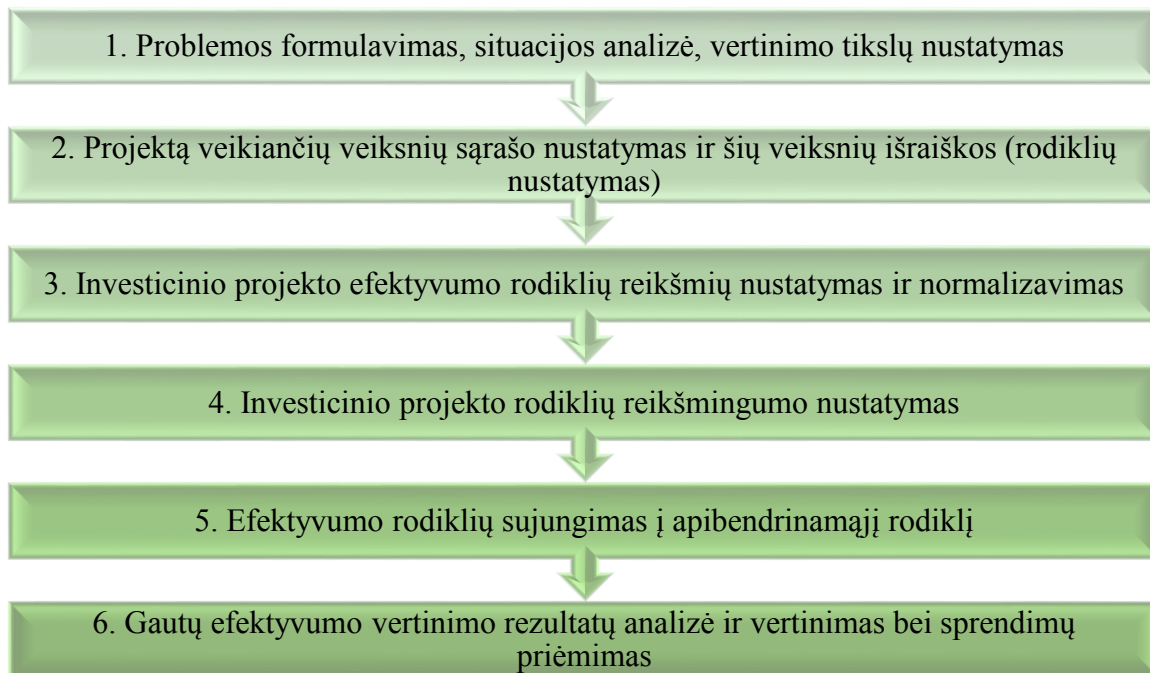 1. Problemos formulavimas, situacijos analizė, vertinimo tikslų nustatymas
2. Projektą veikiančių veiksnių sąrašo nustatymas ir šių veiksnių išraiškos (rodiklių
nustatymas)
3. Investicinio projekto efektyvumo rodiklių reikšmių nustatymas ir normalizavimas
4. Investicinio projekto rodiklių reikšmingumo nustatymas
5. Efektyvumo rodiklių sujungimas į apibendrinamąjį rodiklį
6. Gautų efektyvumo vertinimo rezultatų analizė ir vertinimas bei sprendimų
priėmimas